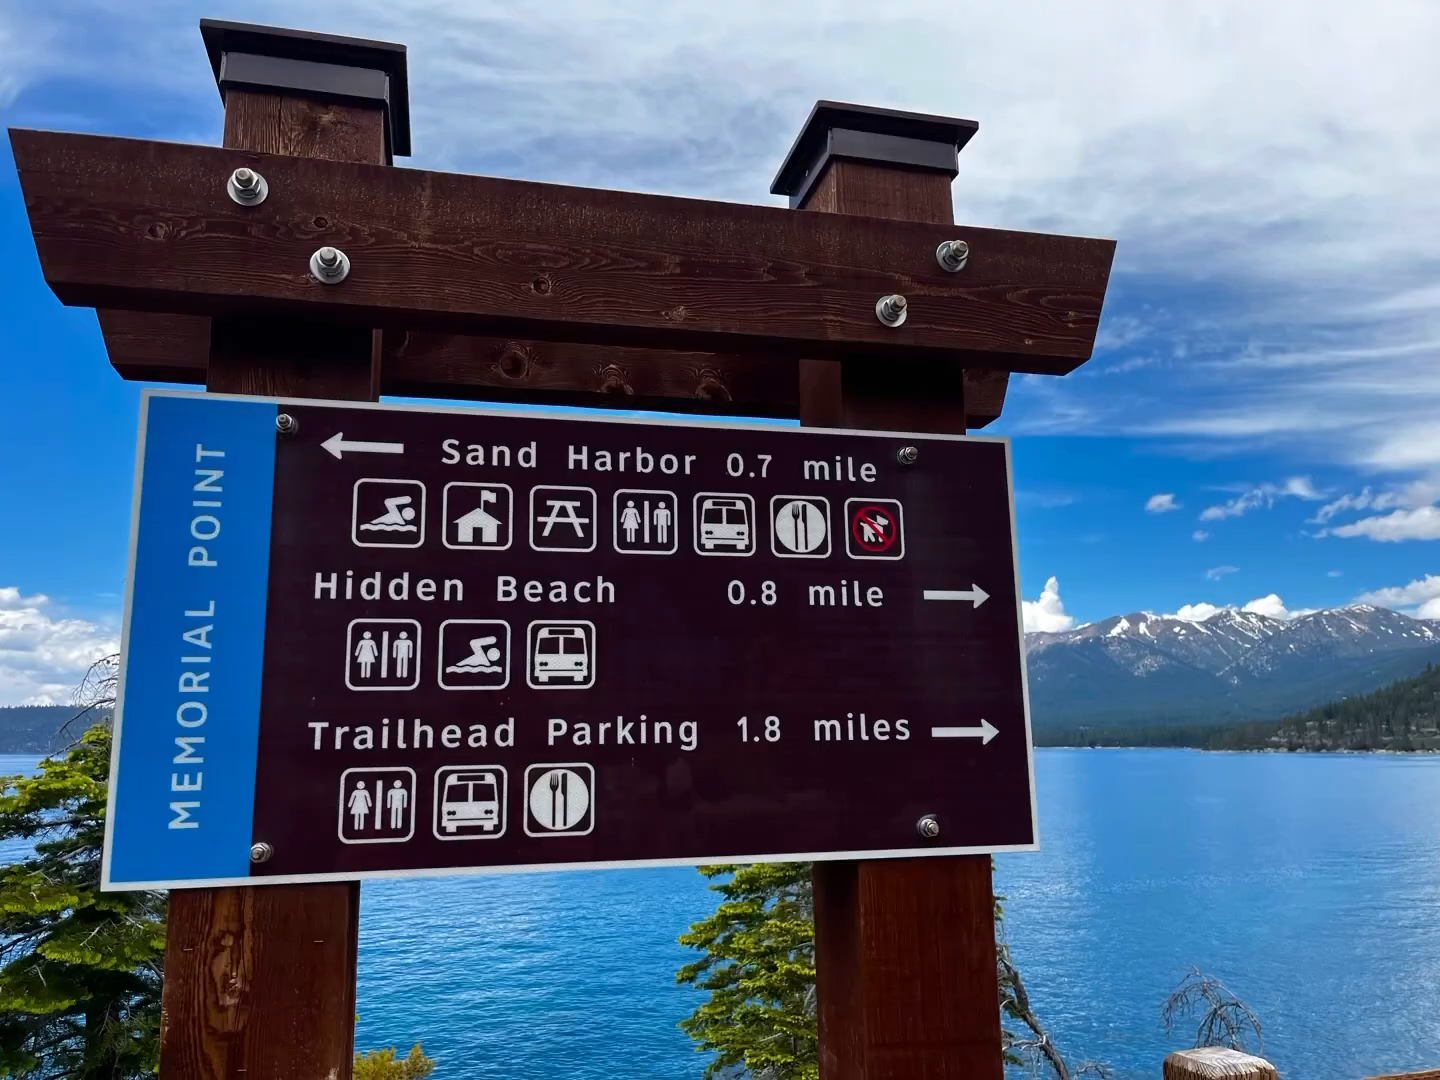 MEMORIAL POINT
Sand Harbor 0.7 mile
Hidden Beach 0.8 mile
Trailhead Parking 1.8 miles